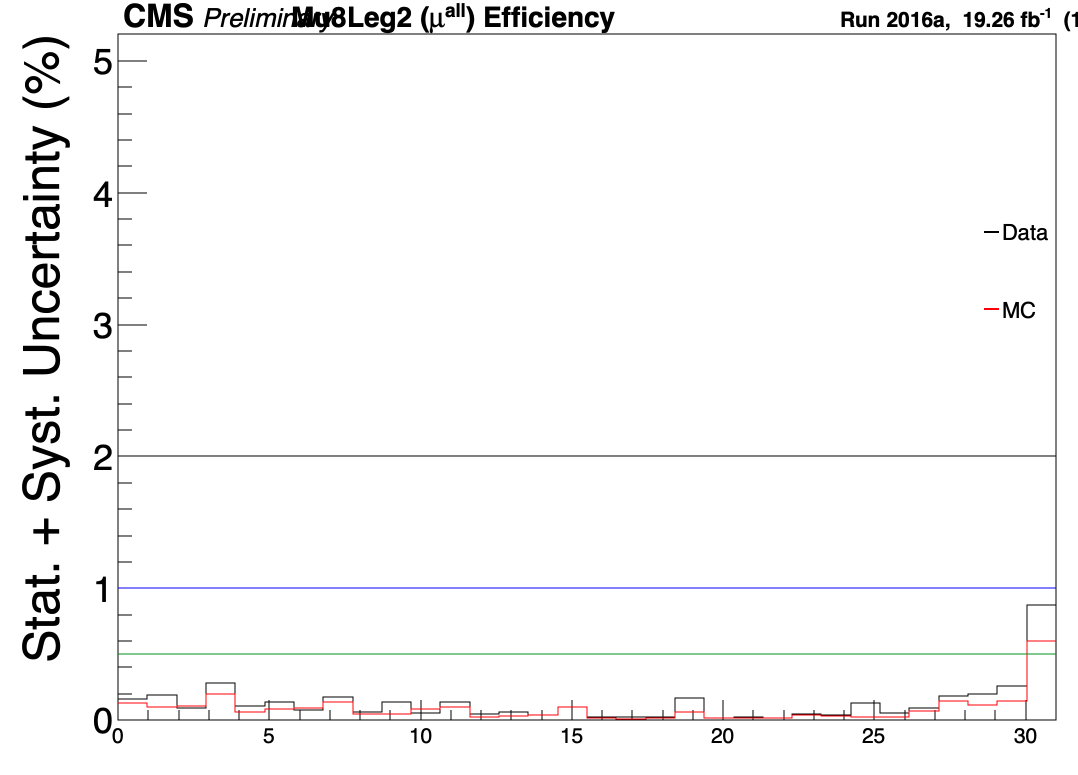 CMS Preliminary Mu8Leg2 (μall) Efficiency Run 2016a, 19.26 fb-1 (1
Stat. + Syst. Uncertainty (%)
5
4
3
2
1
0
Data
MC
0 5 10 15 20 25 30